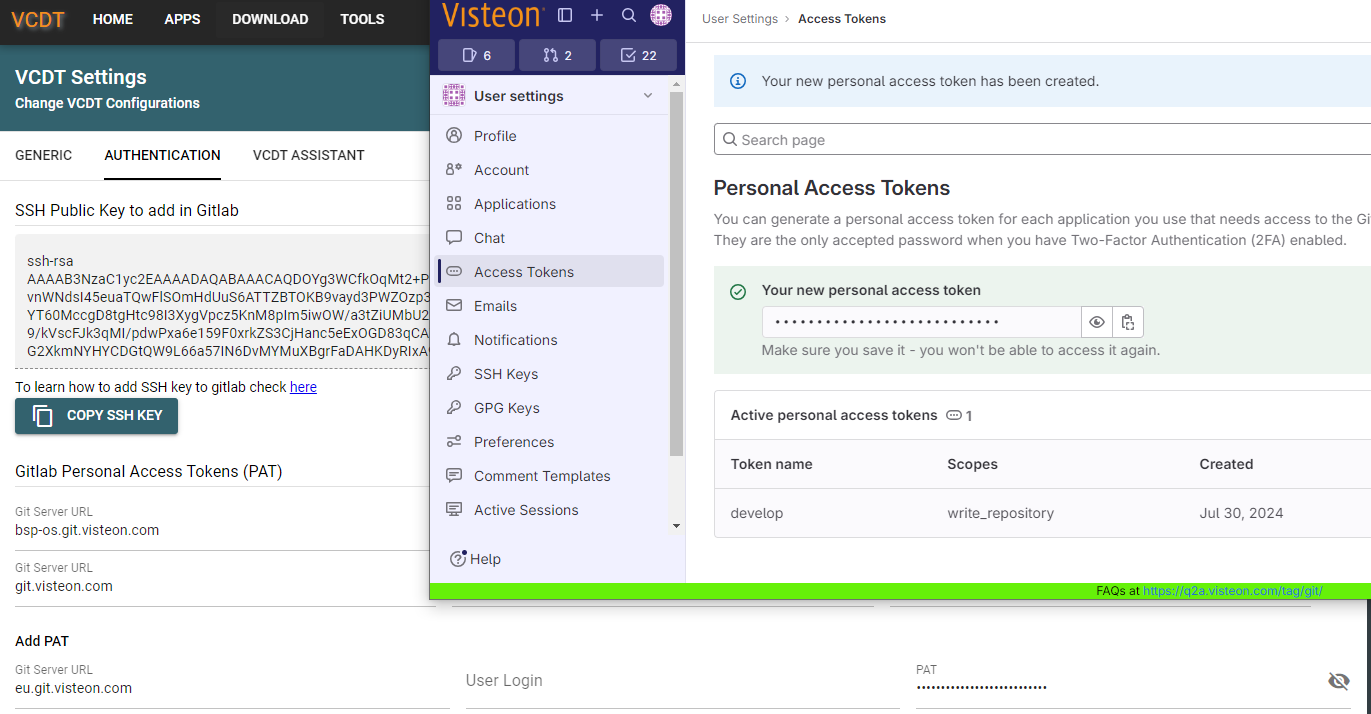 VCDT HOME APPS DOWNLOAD TOOLS
VCDT Settings
Change VCDT Configurations
GENERIC AUTHENTICATION VCDT ASSISTANT
SSH Public Key to add in Gitlab
ssh-rsa
AAAAB3NzaC1yc2EAAAADAQABAAACAQDOYg3WCfkOqMt2+P
vnWNdsI45euaTQwFlSOmHdUuS6ATTZBTOKB9vayd3PWZOzp3
YT60MccgD8tgHtc98I3XygVpcz5KnM8pIm5iwOW/a3tZiUMbU2
9/kVscFJk3qMI/pdwPxa6e159F0xrkZS3CjHanc5eExOGD83qCA
G2XkmNYHYCDGtQW9L66a57IN6DvMYMuXBgrFaDAHKDyRIxA
To learn how to add SSH key to gitlab check here
COPY SSH KEY
Gitlab Personal Access Tokens (PAT)
Git Server URL
bsp-os.git.visteon.com
Git Server URL
git.visteon.com
Add PAT
Git Server URL
eu.git.visteon.com
User Login
PAT
•••••••••••••••••••••••••••
Visteon
6 2 22
User settings
Profile
Account
Applications
Chat
Access Tokens
Emails
Notifications
SSH Keys
GPG Keys
Preferences
Comment Templates
Active Sessions
Help
User Settings › Access Tokens
Your new personal access token has been created.
Search page
Personal Access Tokens
You can generate a personal access token for each application you use that needs access to the Gi
They are the only accepted password when you have Two-Factor Authentication (2FA) enabled.
Your new personal access token
•••••••••••••••••••••••••••
Make sure you save it - you won't be able to access it again.
Active personal access tokens 1
Token name Scopes Created
develop write_repository Jul 30, 2024
FAQs at https://q2a.visteon.com/tag/git/